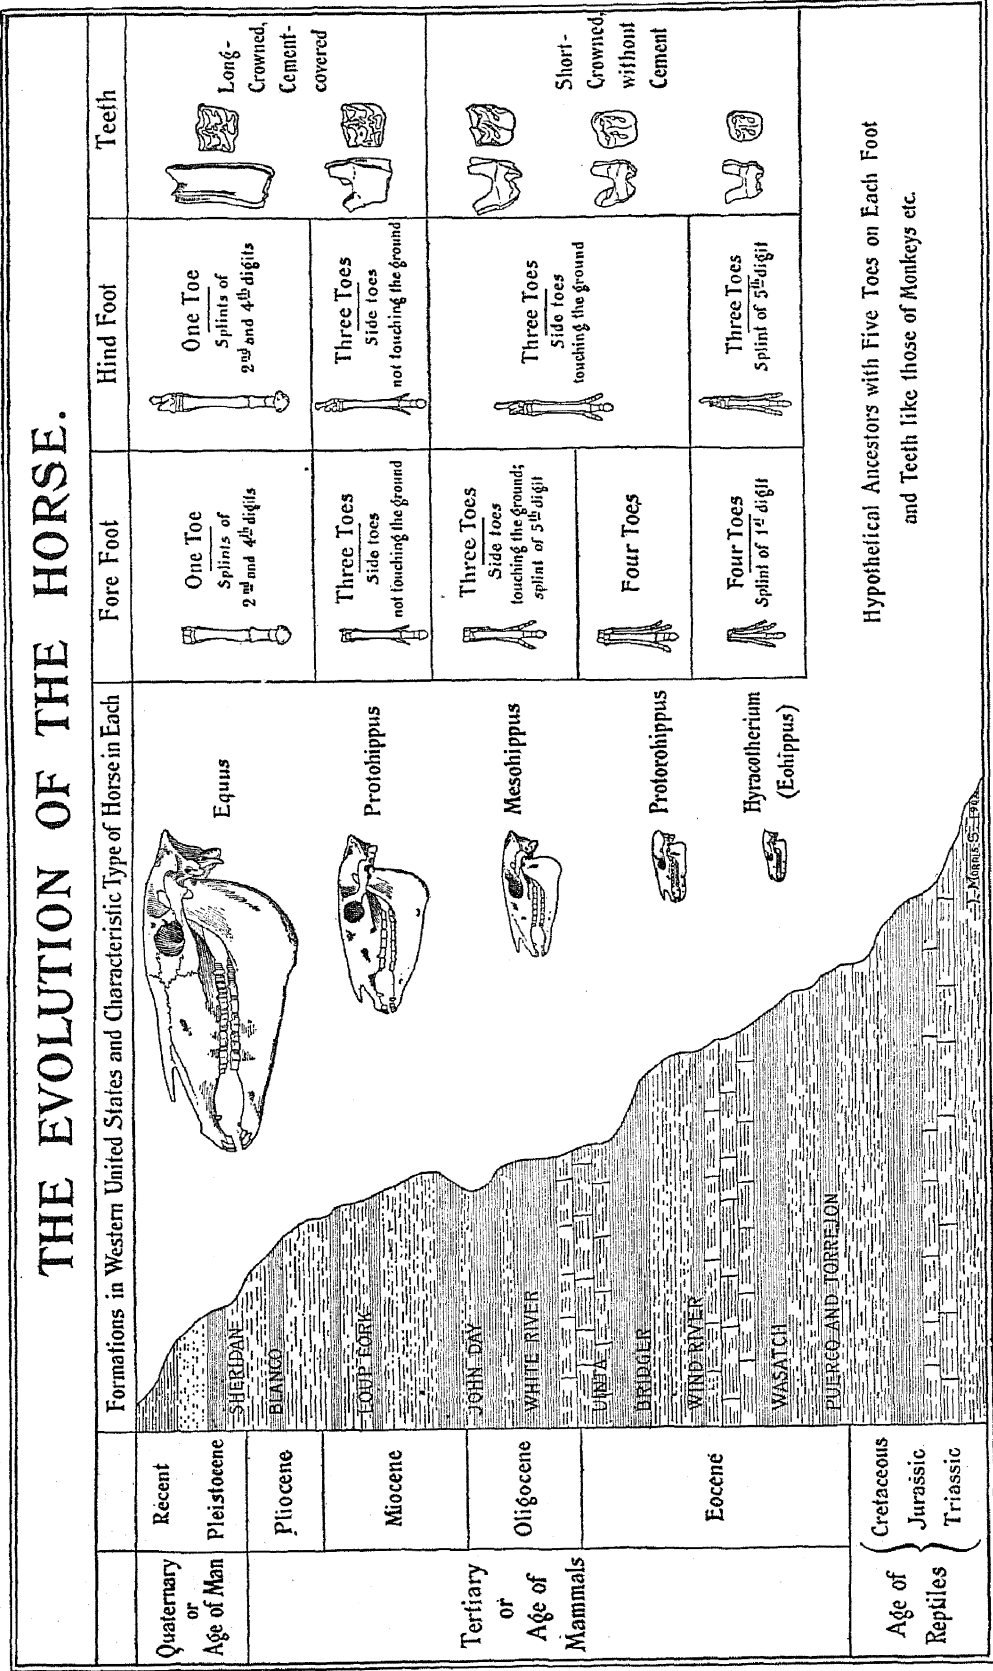 THE EVOLUTION OF THE HORSE.
Formations in Western United States and Characteristic Type of Horse in Each
Fore Foot
Hind Foot
Teeth
Quaternary
or
Age of Man
Recent
Pleistocene
SHERIDAN
Equus
One Toe
Splints of
2nd and 4th digits
One Toe
Splints of
2nd and 4th digits
Long-
Crowned,
Cement-
covered
Tertiary
or
Age of
Mammals
Pliocene
BLANCO
Miocene
LOUP FORK
Protohippus
Three Toes
Side toes
not touching the ground
Three Toes
Side toes
not touching the ground
JOHN DAY
Oligocene
WHITE RIVER
Mesohippus
Three Toes
Side toes
touching the ground;
splint of 5th digit
Three Toes
Side toes
touching the ground
Short-
Crowned,
without
Cement
Eocene
UINTA
BRIDGER
WIND RIVER
WASATCH
PUERCO AND TORREJON
Protorohippus
Four Toes
Hyracotherium
(Eohippus)
Four Toes
Splint of 1st digit
Three Toes
Splint of 5th digit
Age of
Reptiles
Cretaceous
Jurassic
Triassic
Hypothetical Ancestors with Five Toes on Each Foot
and Teeth like those of Monkeys etc.